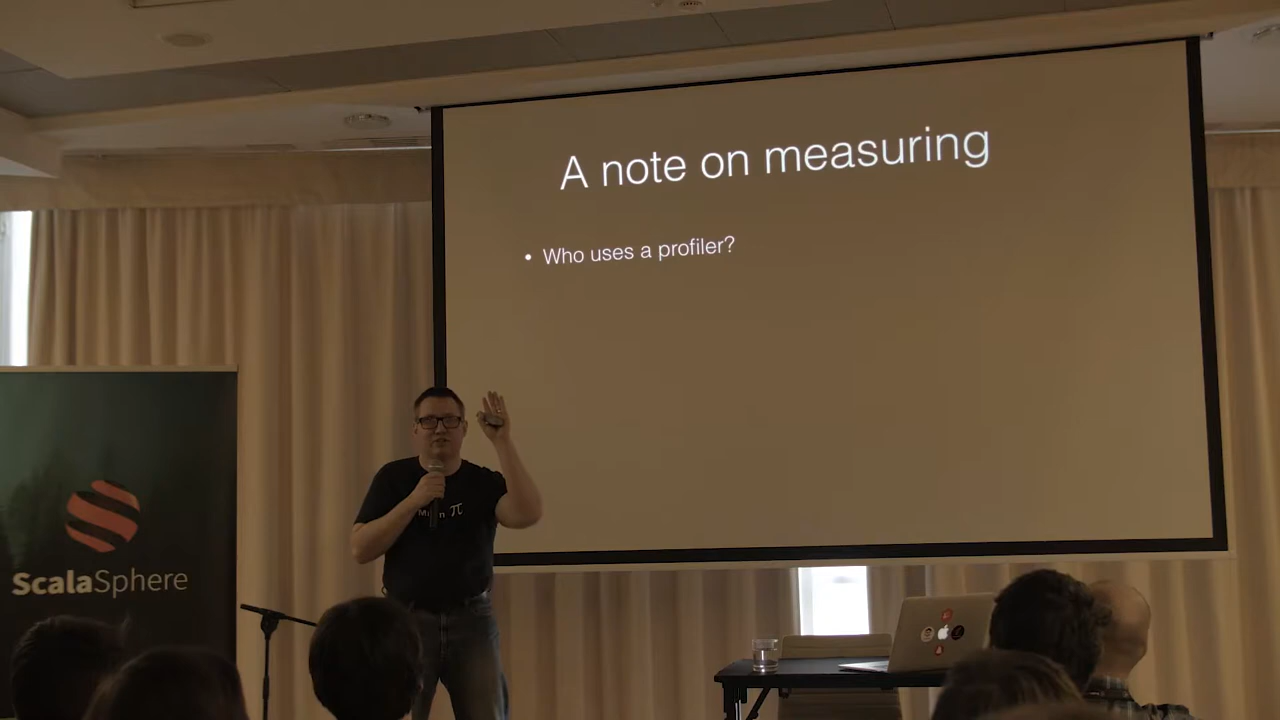 A note on measuring
• Who uses a profiler?
π
ScalaSphere